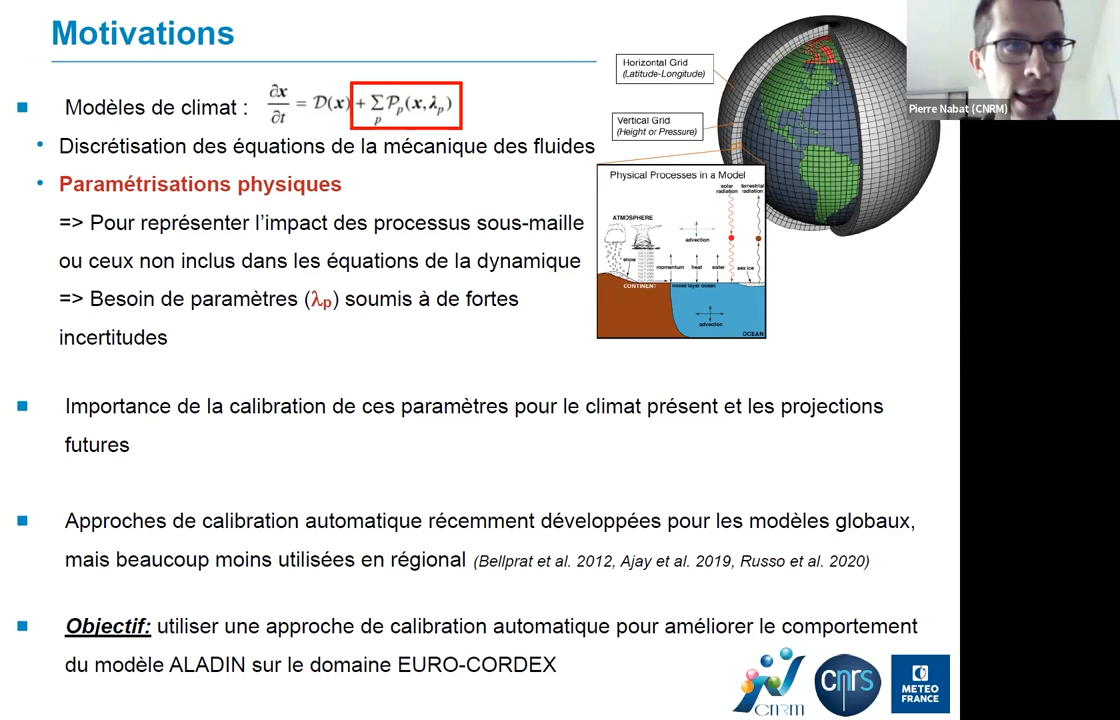 Motivations
Modèles de climat : ∂x/∂t = 𝒟(x) + ∑ₚ 𝒫ₚ(x, λₚ)
Discrétisation des équations de la mécanique des fluides
Paramétrisations physiques
=> Pour représenter l’impact des processus sous-maille
ou ceux non inclus dans les équations de la dynamique
=> Besoin de paramètres (λp) soumis à de fortes
incertitudes
Importance de la calibration de ces paramètres pour le climat présent et les projections
futures
Approches de calibration automatique récemment développées pour les modèles globaux,
mais beaucoup moins utilisées en régional (Bellprat et al. 2012, Ajay et al. 2019, Russo et al. 2020)
Objectif: utiliser une approche de calibration automatique pour améliorer le comportement
du modèle ALADIN sur le domaine EURO-CORDEX
Horizontal Grid
(Latitude-Longitude)
Vertical Grid
(Height or Pressure)
Physical Processes in a Model
solar
radiation
terrestrial
radiation
ATMOSPHERE
advection
snow
momentum
heat
water
sea ice
CONTINENT
mixed layer ocean
advection
OCEAN
Pierre Nabat (CNRM)
CNRM
cnrs
METEO
FRANCE